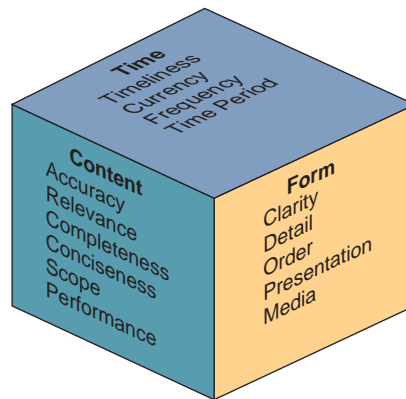 Time
Timeliness
Currency
Frequency
Time Period
Content
Accuracy
Relevance
Completeness
Conciseness
Scope
Performance
Form
Clarity
Detail
Order
Presentation
Media